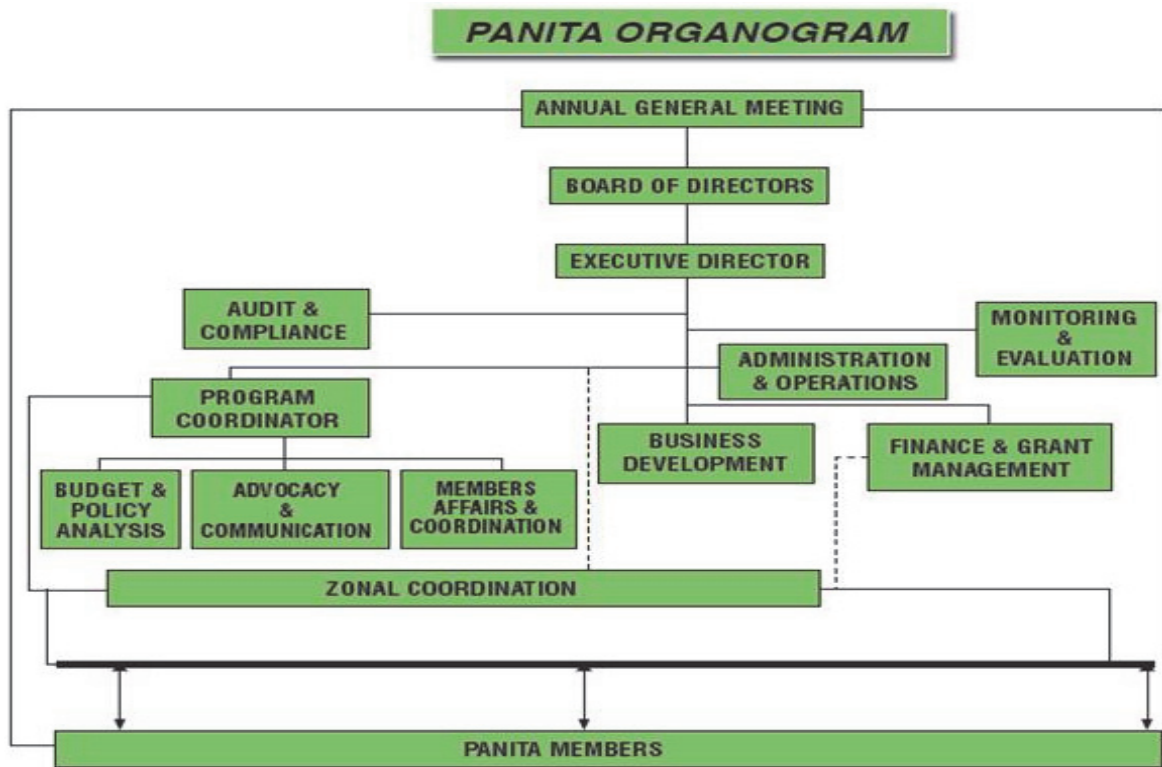 PANITA ORGANOGRAM
ANNUAL GENERAL MEETING
BOARD OF DIRECTORS
EXECUTIVE DIRECTOR
AUDIT &
COMPLIANCE
MONITORING
&
EVALUATION
ADMINISTRATION
& OPERATIONS
PROGRAM
COORDINATOR
BUSINESS
DEVELOPMENT
FINANCE & GRANT
MANAGEMENT
BUDGET &
POLICY
ANALYSIS
ADVOCACY
&
COMMUNICATION
MEMBERS
AFFAIRS &
COORDINATION
ZONAL COORDINATION
PANITA MEMBERS